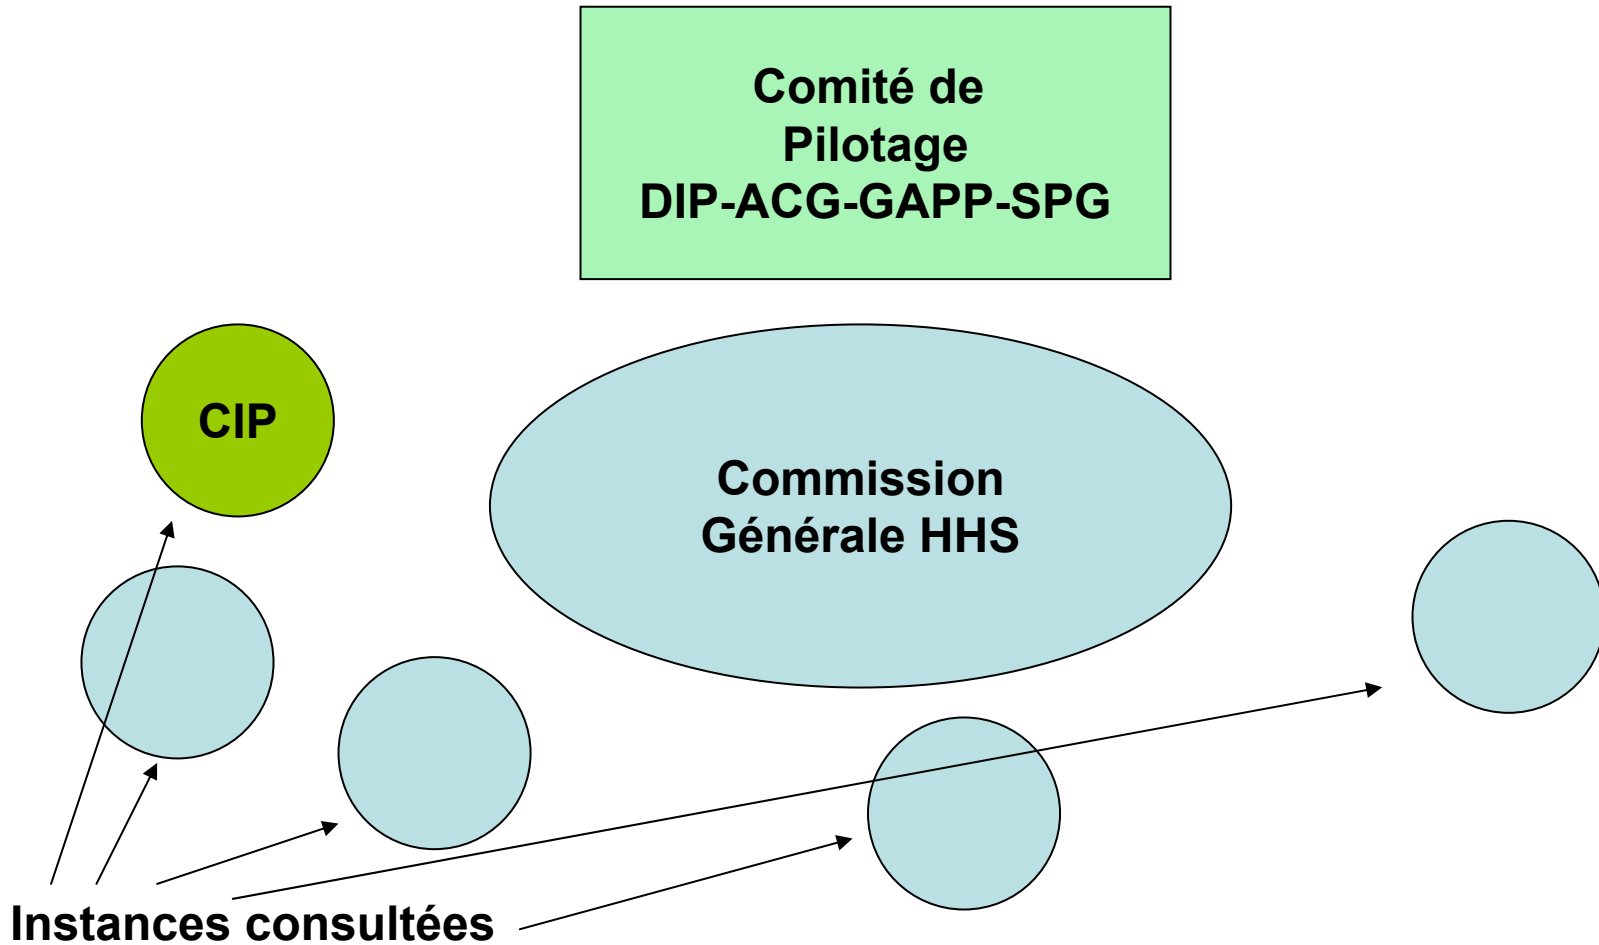 Comité de
Pilotage
DIP-ACG-GAPP-SPG
CIP
Commission
Générale HHS
Instances consultées